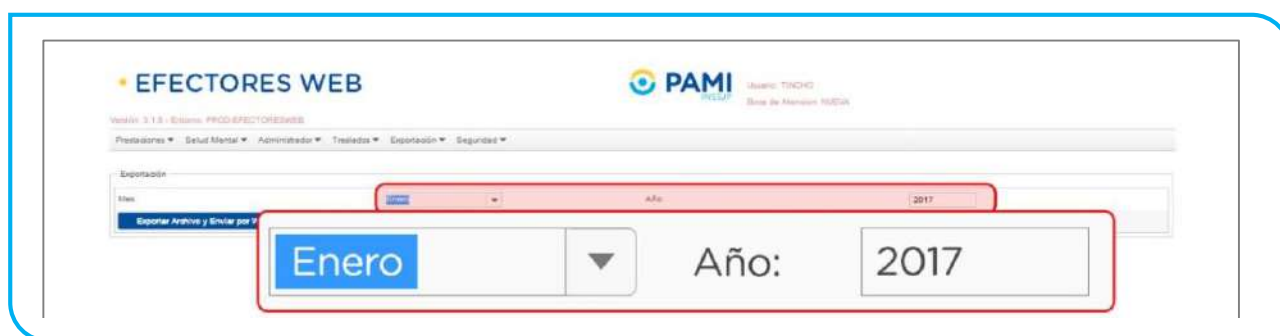 EFECTORES WEB
PAMI
INSSJP
Usuario: TINCHO
Boca de Atención: NUEVA
Versión: 3.1.5 - Entorno: PROD-EFECTORESWEB
Prestaciones Salud Mental Administrador Traslados Exportación Seguridad
Exportación
Mes: Enero Año: 2017
Exportar Archivo y Enviar por
Enero Año: 2017